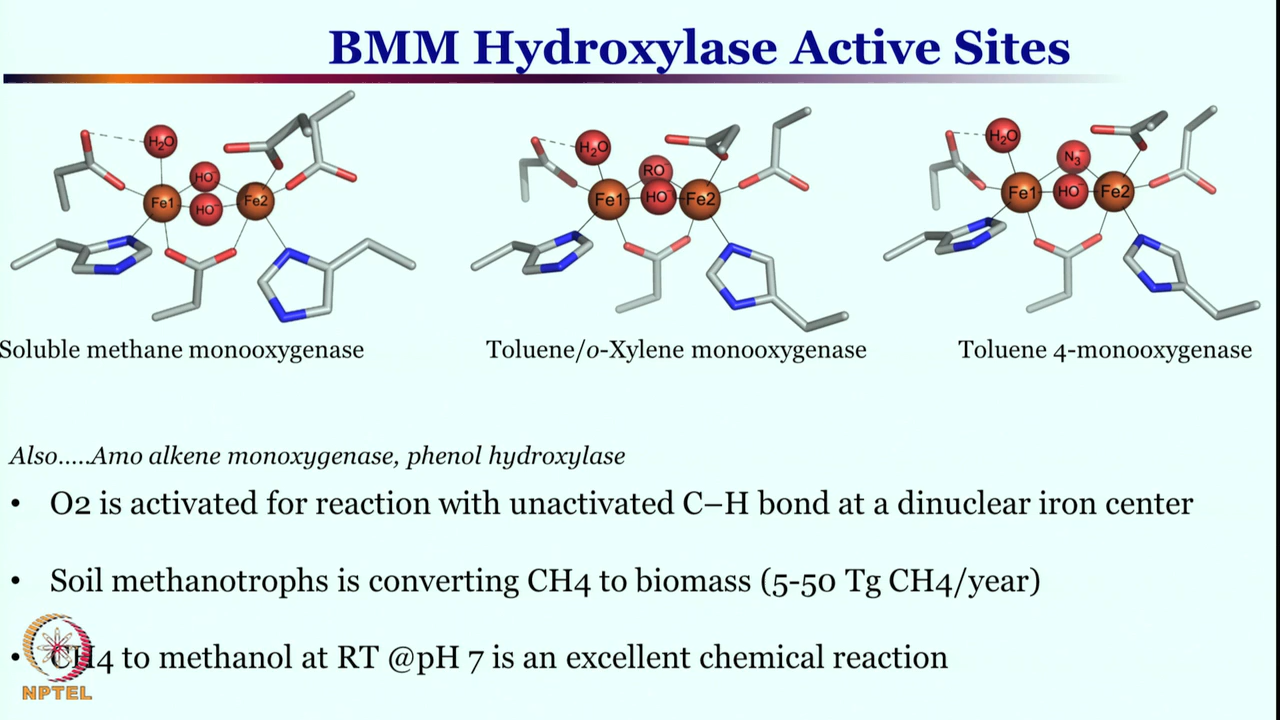 BMM Hydroxylase Active Sites
H₂O
HO⁻
HO⁻
Fe1
Fe2
H₂O
RO⁻
HO⁻
Fe1
Fe2
H₂O
N₃⁻
HO⁻
Fe1
Fe2
Soluble methane monooxygenase
Toluene/o-Xylene monooxygenase
Toluene 4-monooxygenase
Also.....Amo alkene monoxygenase, phenol hydroxylase
• O2 is activated for reaction with unactivated C–H bond at a dinuclear iron center
• Soil methanotrophs is converting CH4 to biomass (5-50 Tg CH4/year)
• CH4 to methanol at RT @pH 7 is an excellent chemical reaction
NPTEL